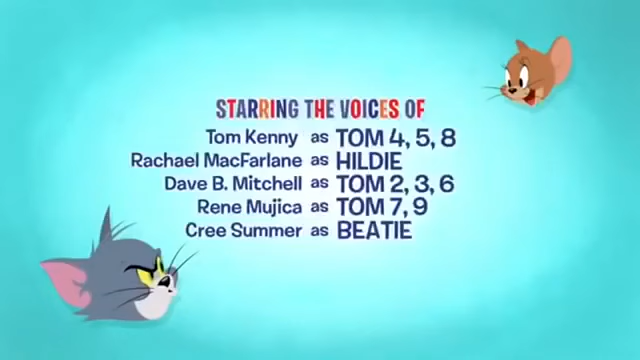 STARRING THE VOICES OF
Tom Kenny as TOM 4, 5, 8
Rachael MacFarlane as HILDIE
Dave B. Mitchell as TOM 2, 3, 6
Rene Mujica as TOM 7, 9
Cree Summer as BEATIE